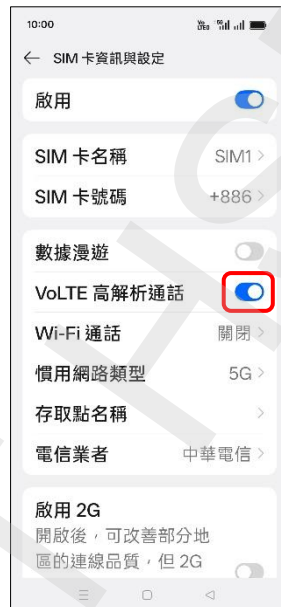 10:00
SIM 卡資訊與設定
啟用
SIM 卡名稱 SIM1
SIM 卡號碼 +886
數據漫遊
VoLTE 高解析通話
Wi-Fi 通話 關閉
慣用網路類型 5G
存取點名稱
電信業者 中華電信
啟用 2G
開啟後，可改善部分地
區的連線品質，但 2G